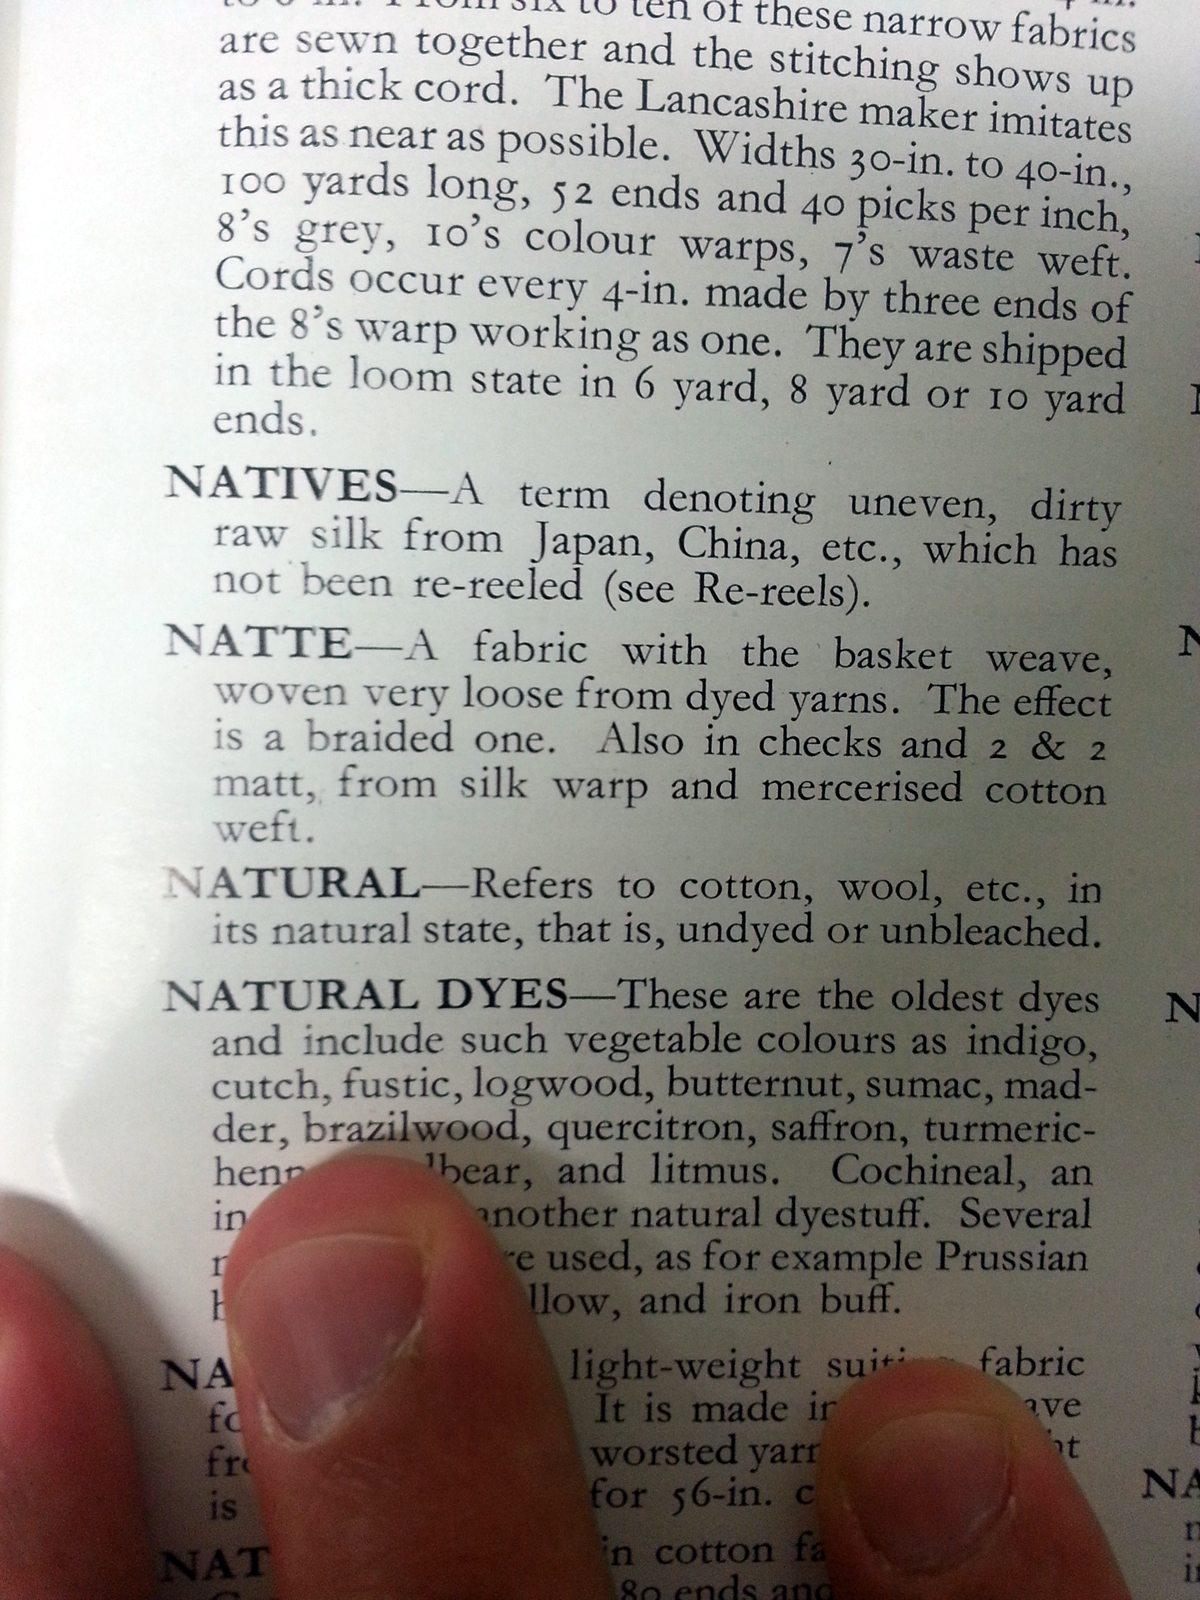 ten of these narrow fabrics
are sewn together and the stitching shows up
as a thick cord. The Lancashire maker imitates
this as near as possible. Widths 30-in. to 40-in.,
100 yards long, 52 ends and 40 picks per inch,
8's grey, 10's colour warps, 7's waste weft.
Cords occur every 4-in. made by three ends of
the 8's warp working as one. They are shipped
in the loom state in 6 yard, 8 yard or 10 yard
ends.
NATIVES—A term denoting uneven, dirty
raw silk from Japan, China, etc., which has
not been re-reeled (see Re-reels).
NATTE—A fabric with the basket weave,
woven very loose from dyed yarns. The effect
is a braided one. Also in checks and 2 & 2
matt, from silk warp and mercerised cotton
weft.
NATURAL—Refers to cotton, wool, etc., in
its natural state, that is, undyed or unbleached.
NATURAL DYES—These are the oldest dyes
and include such vegetable colours as indigo,
cutch, fustic, logwood, butternut, sumac, mad-
der, brazilwood, quercitron, saffron, turmeric-
and litmus. Cochineal, an
another natural dyestuff. Several
used, as for example Prussian
and iron buff.
light-weight fabric
It is made
worsted
is for 56-in.
cotton
80 ends